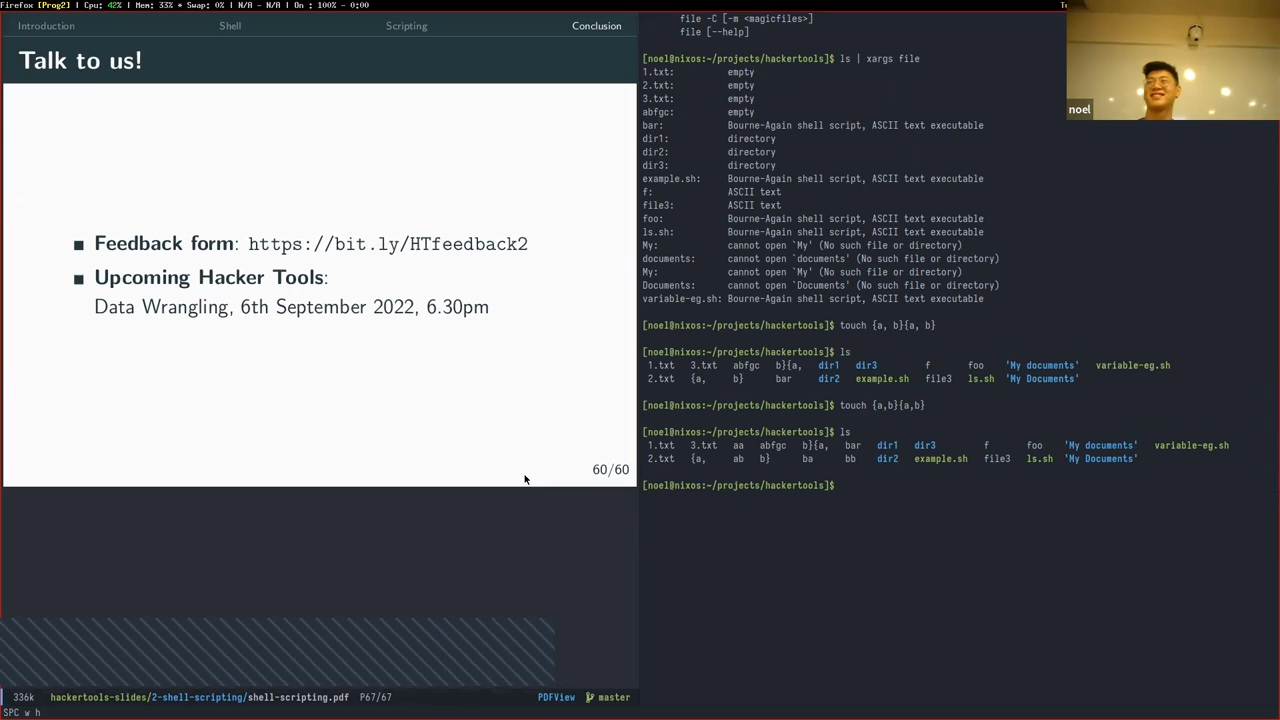 Firefox [Prog2] | Cpu: 42% | Mem: 33% * Swap: 0% | N/A - N/A | On : 100% - 0:00
Introduction Shell Scripting Conclusion
Talk to us!
■ Feedback form: https://bit.ly/HTfeedback2
■ Upcoming Hacker Tools:
Data Wrangling, 6th September 2022, 6.30pm
60/60
336k hackertools-slides/2-shell-scripting/shell-scripting.pdf P67/67 PDFView master
SPC w h
file -C [-m <magicfiles>]
file [--help]
[noel@nixos:~/projects/hackertools]$ ls | xargs file
1.txt: empty
2.txt: empty
3.txt: empty
abfgc: empty
bar: Bourne-Again shell script, ASCII text executable
dir1: directory
dir2: directory
dir3: directory
example.sh: Bourne-Again shell script, ASCII text executable
f: ASCII text
file3: ASCII text
foo: Bourne-Again shell script, ASCII text executable
ls.sh: Bourne-Again shell script, ASCII text executable
My: cannot open `My' (No such file or directory)
documents: cannot open `documents' (No such file or directory)
My: cannot open `My' (No such file or directory)
Documents: cannot open `Documents' (No such file or directory)
variable-eg.sh: Bourne-Again shell script, ASCII text executable
[noel@nixos:~/projects/hackertools]$ touch {a, b}{a, b}
[noel@nixos:~/projects/hackertools]$ ls
1.txt 3.txt abfgc b}{a, dir1 dir3 f foo 'My documents' variable-eg.sh
2.txt {a, b} bar dir2 example.sh file3 ls.sh 'My Documents'
[noel@nixos:~/projects/hackertools]$ touch {a,b}{a,b}
[noel@nixos:~/projects/hackertools]$ ls
1.txt 3.txt aa abfgc b}{a, bar dir1 dir3 f foo 'My documents' variable-eg.sh
2.txt {a, ab b} ba bb dir2 example.sh file3 ls.sh 'My Documents'
[noel@nixos:~/projects/hackertools]$
noel